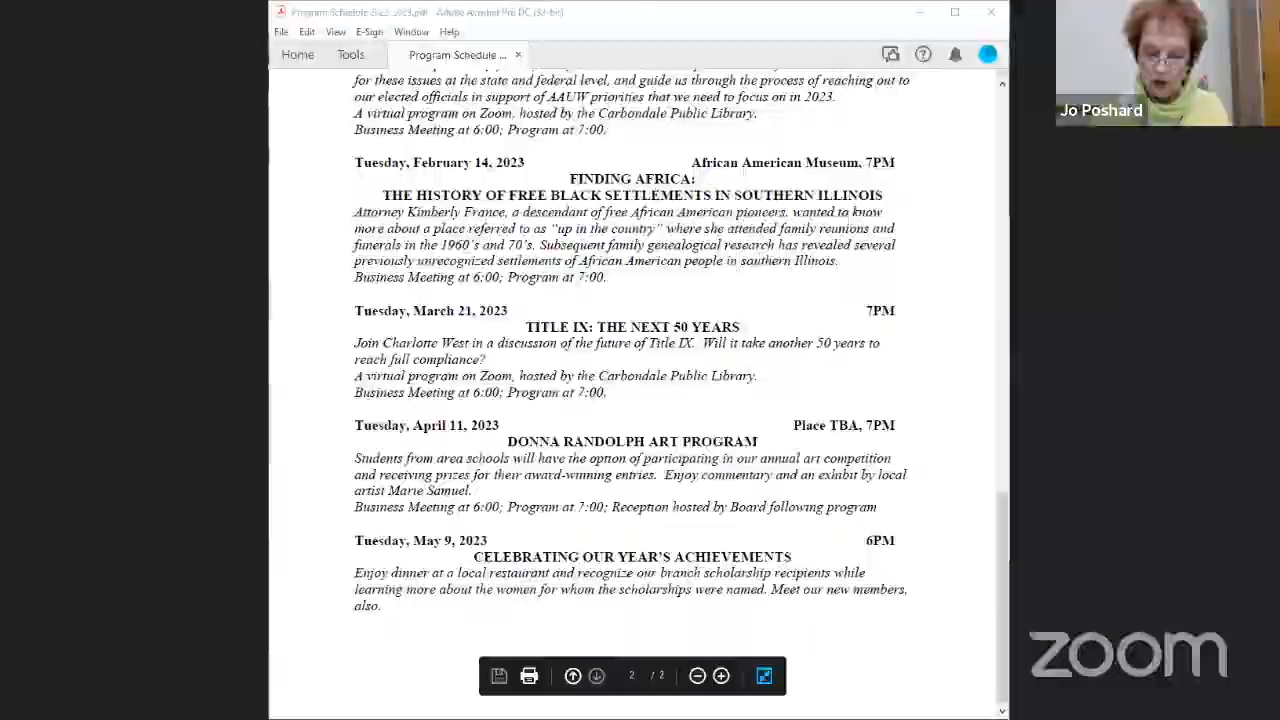 Program Schedule 2022-2023.pdf - Adobe Acrobat Pro DC (32-bit)
File Edit View E-Sign Window Help
Home Tools Program Schedule ... ×
for these issues at the state and federal level, and guide us through the process of reaching out to
our elected officials in support of AAUW priorities that we need to focus on in 2023.
A virtual program on Zoom, hosted by the Carbondale Public Library.
Business Meeting at 6:00; Program at 7:00.
Tuesday, February 14, 2023 African American Museum, 7PM
FINDING AFRICA:
THE HISTORY OF FREE BLACK SETTLEMENTS IN SOUTHERN ILLINOIS
Attorney Kimberly France, a descendant of free African American pioneers, wanted to know
more about a place referred to as “up in the country” where she attended family reunions and
funerals in the 1960’s and 70’s. Subsequent family genealogical research has revealed several
previously unrecognized settlements of African American people in southern Illinois.
Business Meeting at 6:00; Program at 7:00.
Tuesday, March 21, 2023 7PM
TITLE IX: THE NEXT 50 YEARS
Join Charlotte West in a discussion of the future of Title IX. Will it take another 50 years to
reach full compliance?
A virtual program on Zoom, hosted by the Carbondale Public Library.
Business Meeting at 6:00; Program at 7:00.
Tuesday, April 11, 2023 Place TBA, 7PM
DONNA RANDOLPH ART PROGRAM
Students from area schools will have the option of participating in our annual art competition
and receiving prizes for their award-winning entries. Enjoy commentary and an exhibit by local
artist Marie Samuel.
Business Meeting at 6:00; Program at 7:00; Reception hosted by Board following program
Tuesday, May 9, 2023 6PM
CELEBRATING OUR YEAR’S ACHIEVEMENTS
Enjoy dinner at a local restaurant and recognize our branch scholarship recipients while
learning more about the women for whom the scholarships were named. Meet our new members,
also.
2 / 2
Jo Poshard
zoom